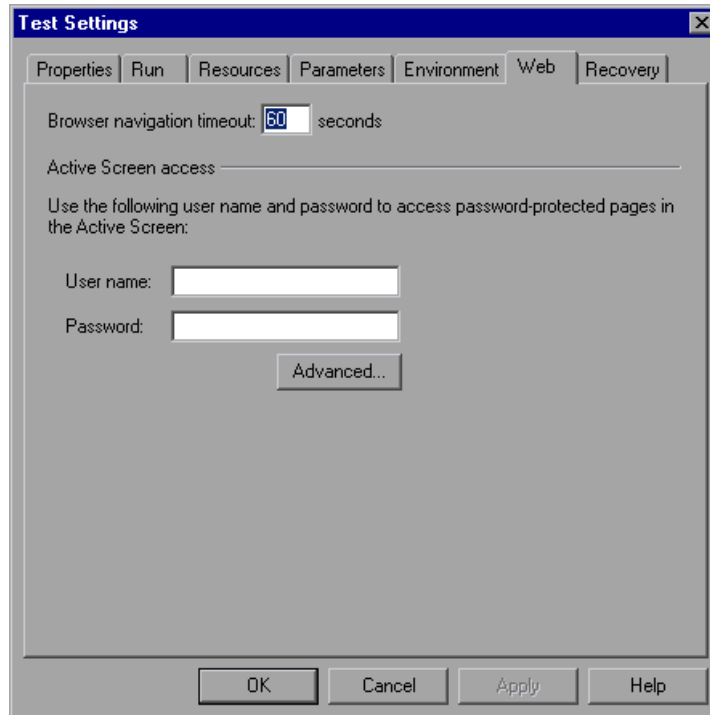 Test Settings
Properties Run Resources Parameters Environment Web Recovery
Browser navigation timeout: 60 seconds
Active Screen access
Use the following user name and password to access password-protected pages in
the Active Screen:
User name:
Password:
Advanced...
OK Cancel Apply Help